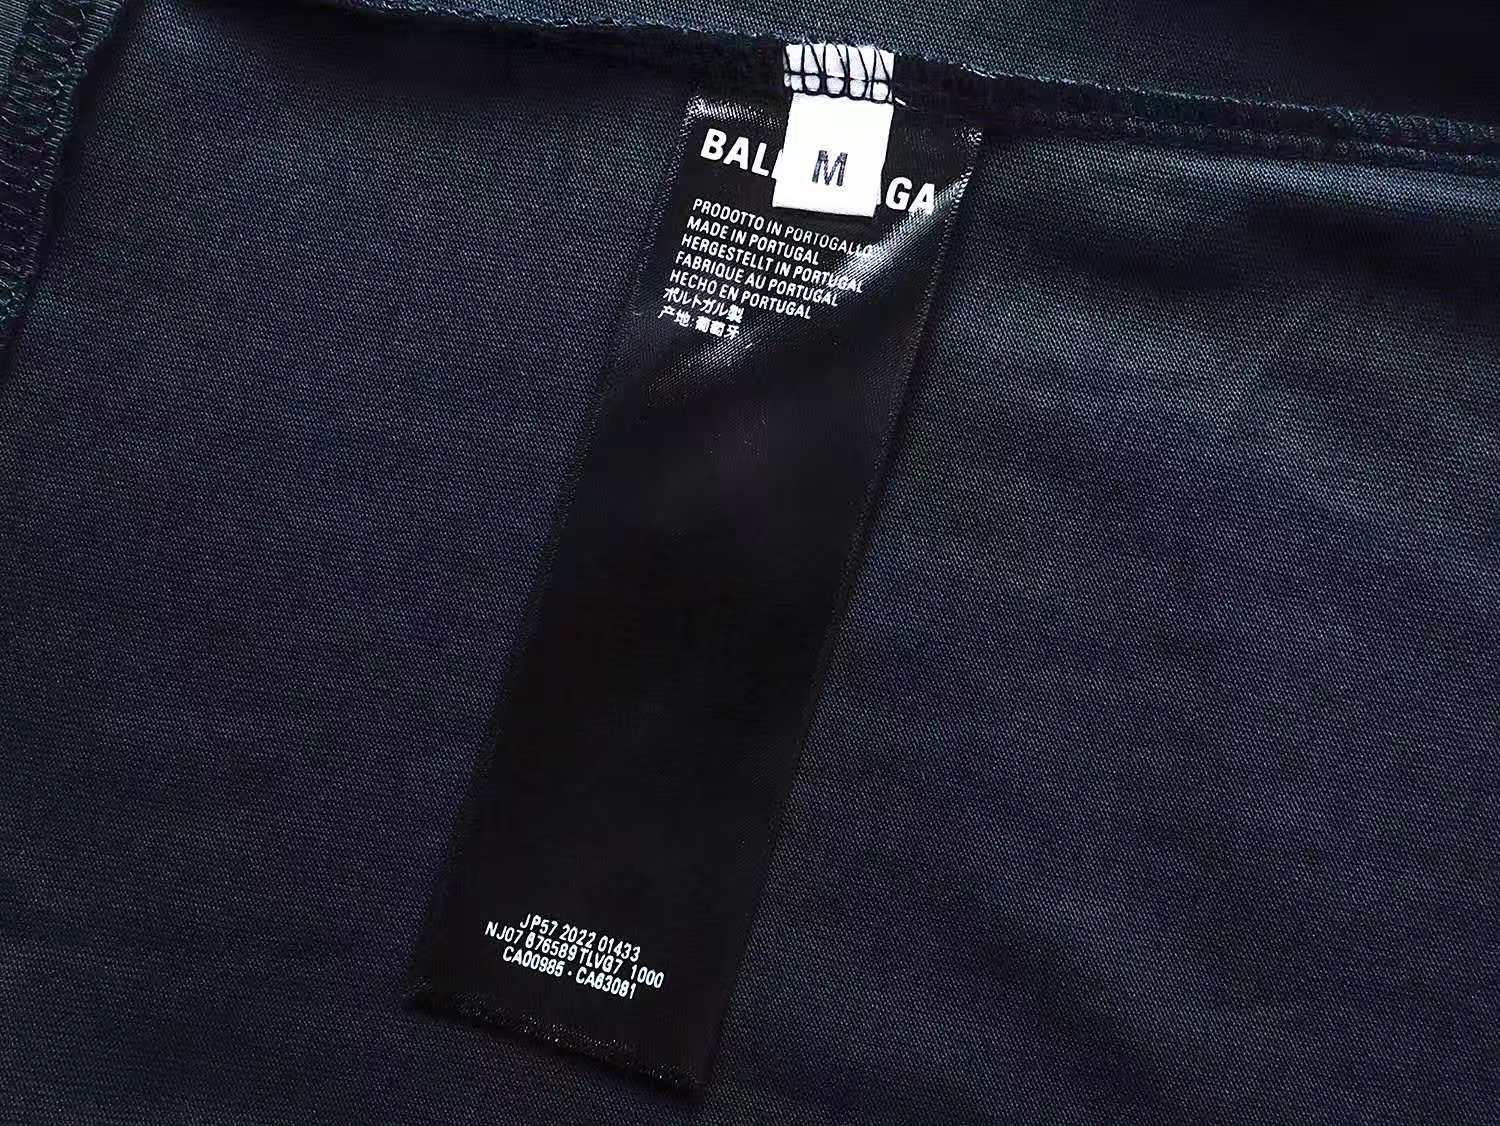 BAL GA
M
PRODOTTO IN PORTOGALLO
MADE IN PORTUGAL
HERGESTELLT IN PORTUGAL
FABRIQUE AU PORTUGAL
HECHO EN PORTUGAL
ポルトガル製
产地:葡萄牙
JP57 2022 01433
NJ07 676589 TLVG7 1000
CA00985 · CA63081